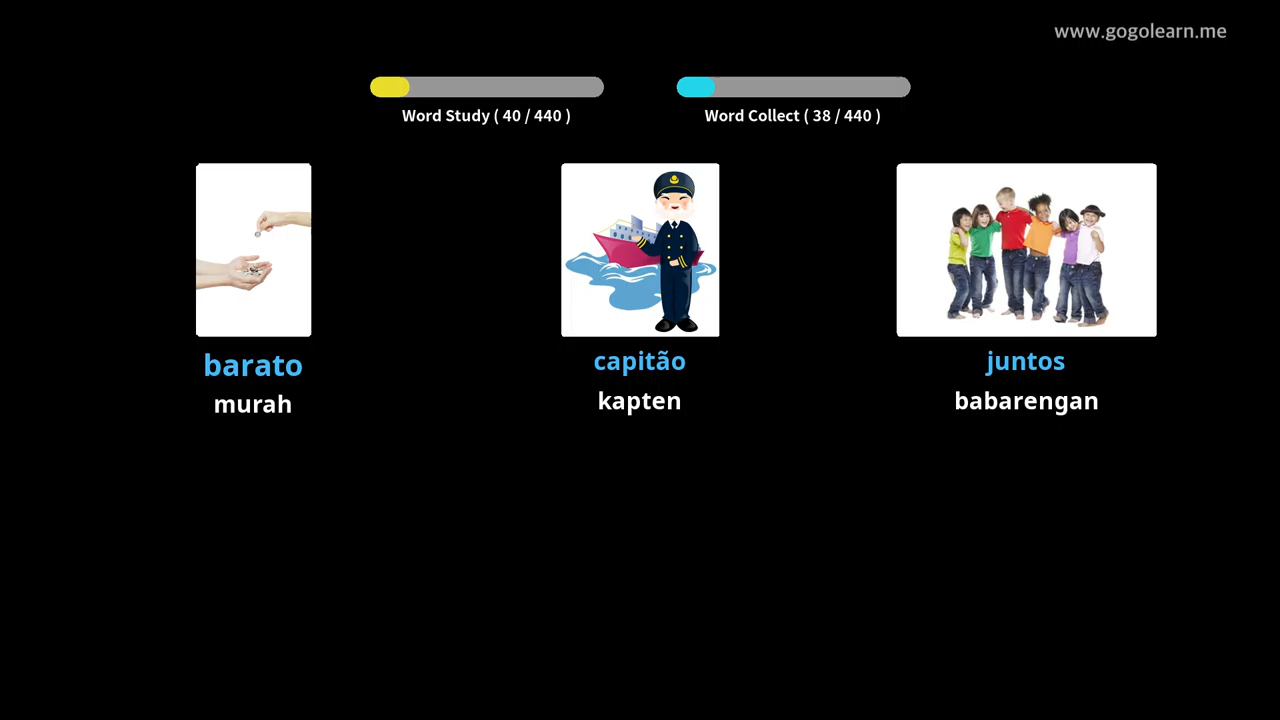 www.gogolearn.me
Word Study ( 40 / 440 )
Word Collect ( 38 / 440 )
barato
murah
capitão
kapten
juntos
babarengan